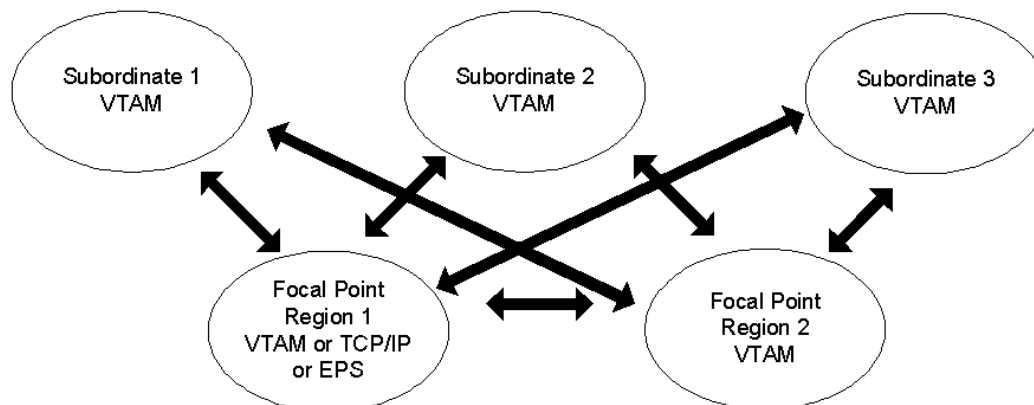 Subordinate 1
VTAM
Subordinate 2
VTAM
Subordinate 3
VTAM
Focal Point
Region 1
VTAM or TCP/IP
or EPS
Focal Point
Region 2
VTAM